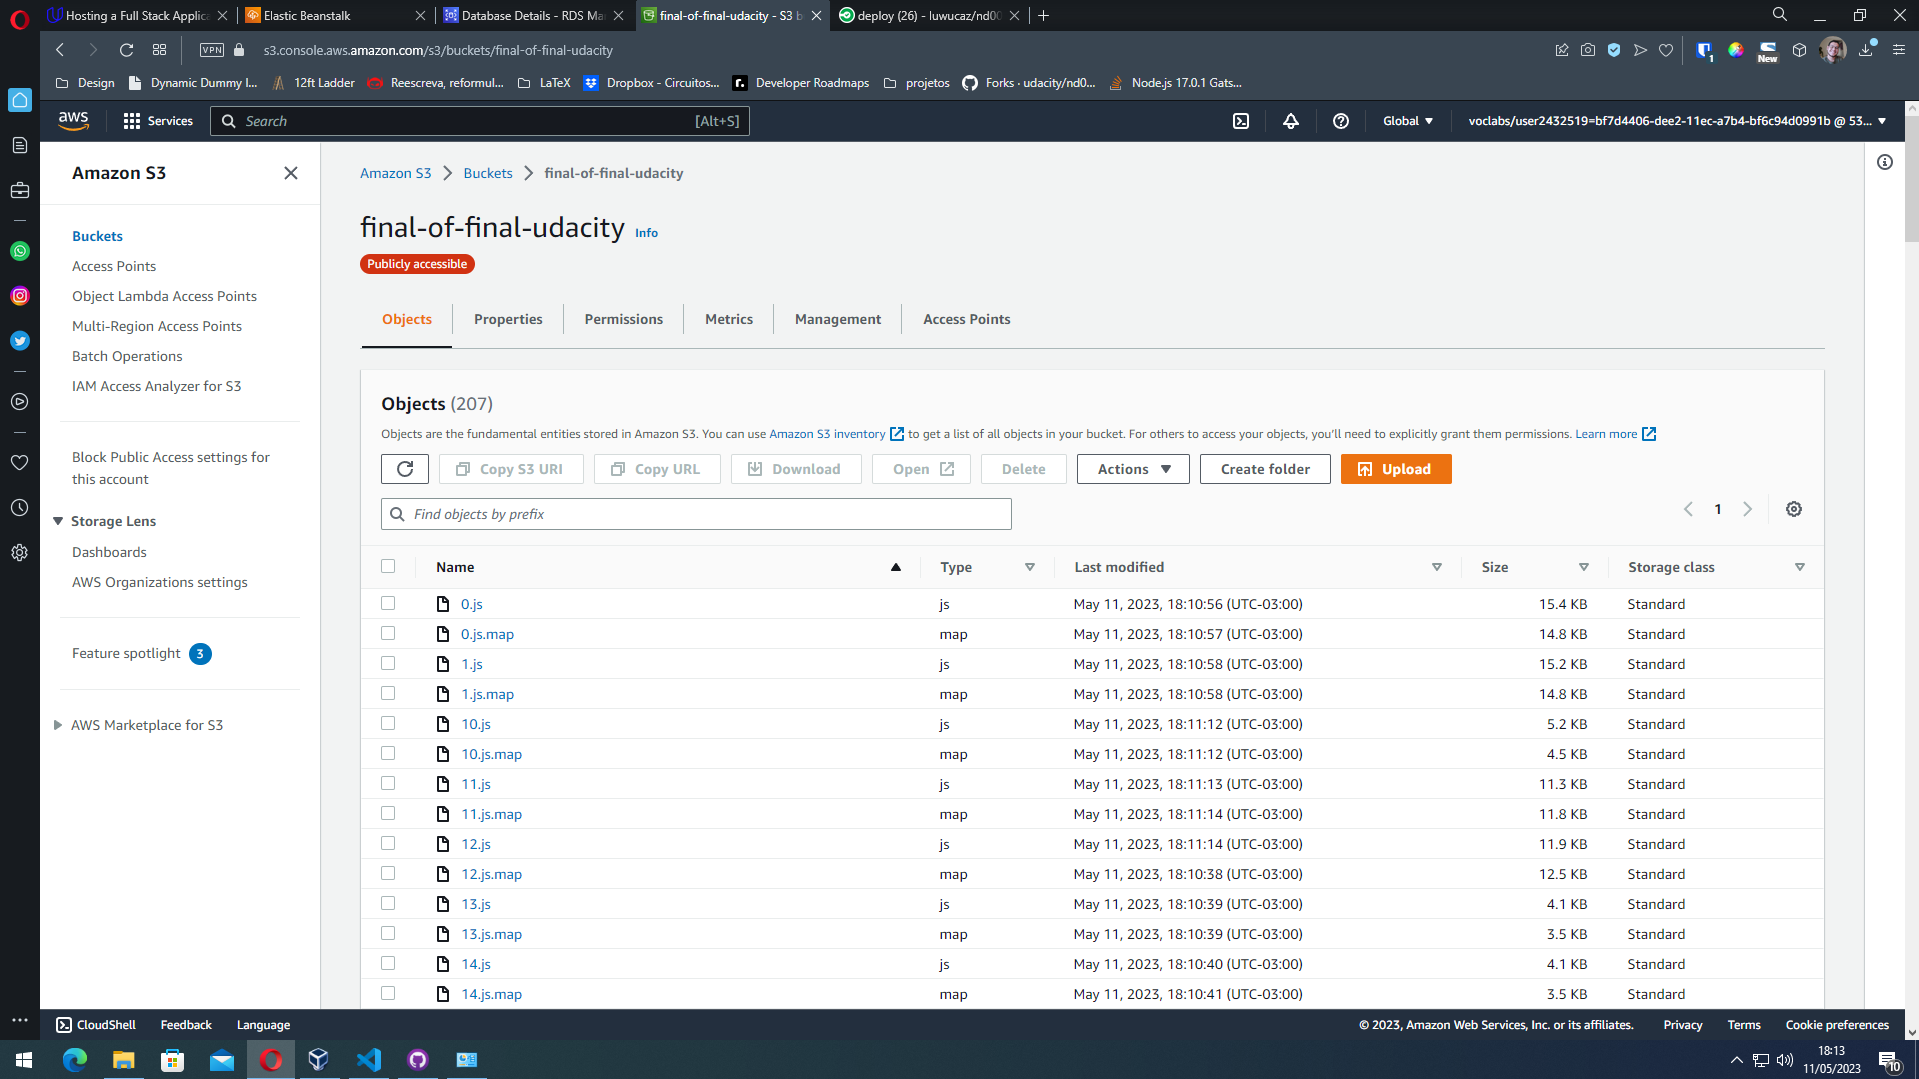 Hosting a Full Stack Applica
Elastic Beanstalk
Database Details - RDS Ma
final-of-final-udacity - S3 b
deploy (26) - luwucaz/nd00
VPN
s3.console.aws.amazon.com/s3/buckets/final-of-final-udacity
1
New
Design
Dynamic Dummy I...
12ft Ladder
Reescreva, reformul...
LaTeX
Dropbox - Circuitos...
Developer Roadmaps
projetos
Forks · udacity/nd0...
Node.js 17.0.1 Gats...
aws
Services
Search
[Alt+S]
Global
voclabs/user2432519=bf7d4406-dee2-11ec-a7b4-bf6c94d0991b @ 53...
Amazon S3
Buckets
Access Points
Object Lambda Access Points
Multi-Region Access Points
Batch Operations
IAM Access Analyzer for S3
Block Public Access settings for
this account
Storage Lens
Dashboards
AWS Organizations settings
Feature spotlight 3
AWS Marketplace for S3
Amazon S3 > Buckets > final-of-final-udacity
final-of-final-udacity Info
Publicly accessible
Objects
Properties
Permissions
Metrics
Management
Access Points
Objects (207)
Objects are the fundamental entities stored in Amazon S3. You can use Amazon S3 inventory to get a list of all objects in your bucket. For others to access your objects, you'll need to explicitly grant them permissions. Learn more
Copy S3 URI
Copy URL
Download
Open
Delete
Actions
Create folder
Upload
Find objects by prefix
1
Name Type Last modified Size Storage class
0.js js May 11, 2023, 18:10:56 (UTC-03:00) 15.4 KB Standard
0.js.map map May 11, 2023, 18:10:57 (UTC-03:00) 14.8 KB Standard
1.js js May 11, 2023, 18:10:58 (UTC-03:00) 15.2 KB Standard
1.js.map map May 11, 2023, 18:10:58 (UTC-03:00) 14.8 KB Standard
10.js js May 11, 2023, 18:11:12 (UTC-03:00) 5.2 KB Standard
10.js.map map May 11, 2023, 18:11:12 (UTC-03:00) 4.5 KB Standard
11.js js May 11, 2023, 18:11:13 (UTC-03:00) 11.3 KB Standard
11.js.map map May 11, 2023, 18:11:14 (UTC-03:00) 11.8 KB Standard
12.js js May 11, 2023, 18:11:14 (UTC-03:00) 11.9 KB Standard
12.js.map map May 11, 2023, 18:10:38 (UTC-03:00) 12.5 KB Standard
13.js js May 11, 2023, 18:10:39 (UTC-03:00) 4.1 KB Standard
13.js.map map May 11, 2023, 18:10:39 (UTC-03:00) 3.5 KB Standard
14.js js May 11, 2023, 18:10:40 (UTC-03:00) 4.1 KB Standard
14.js.map map May 11, 2023, 18:10:41 (UTC-03:00) 3.5 KB Standard
CloudShell
Feedback
Language
© 2023, Amazon Web Services, Inc. or its affiliates.
Privacy
Terms
Cookie preferences
18:13
11/05/2023
10